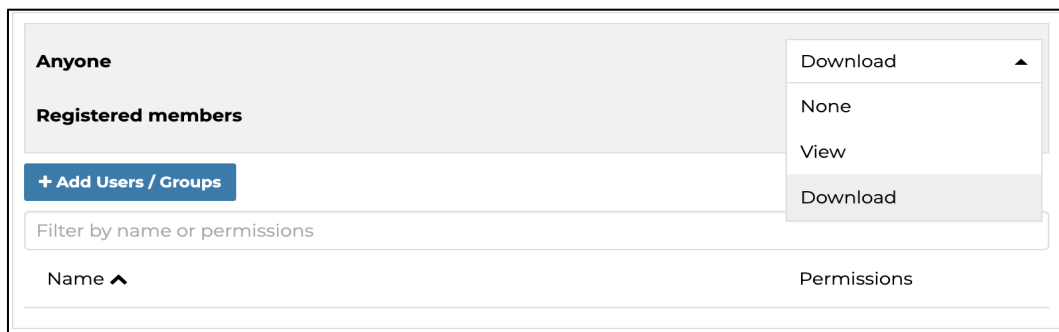 Anyone
Download
Registered members
None
View
Download
+ Add Users / Groups
Filter by name or permissions
Name
Permissions